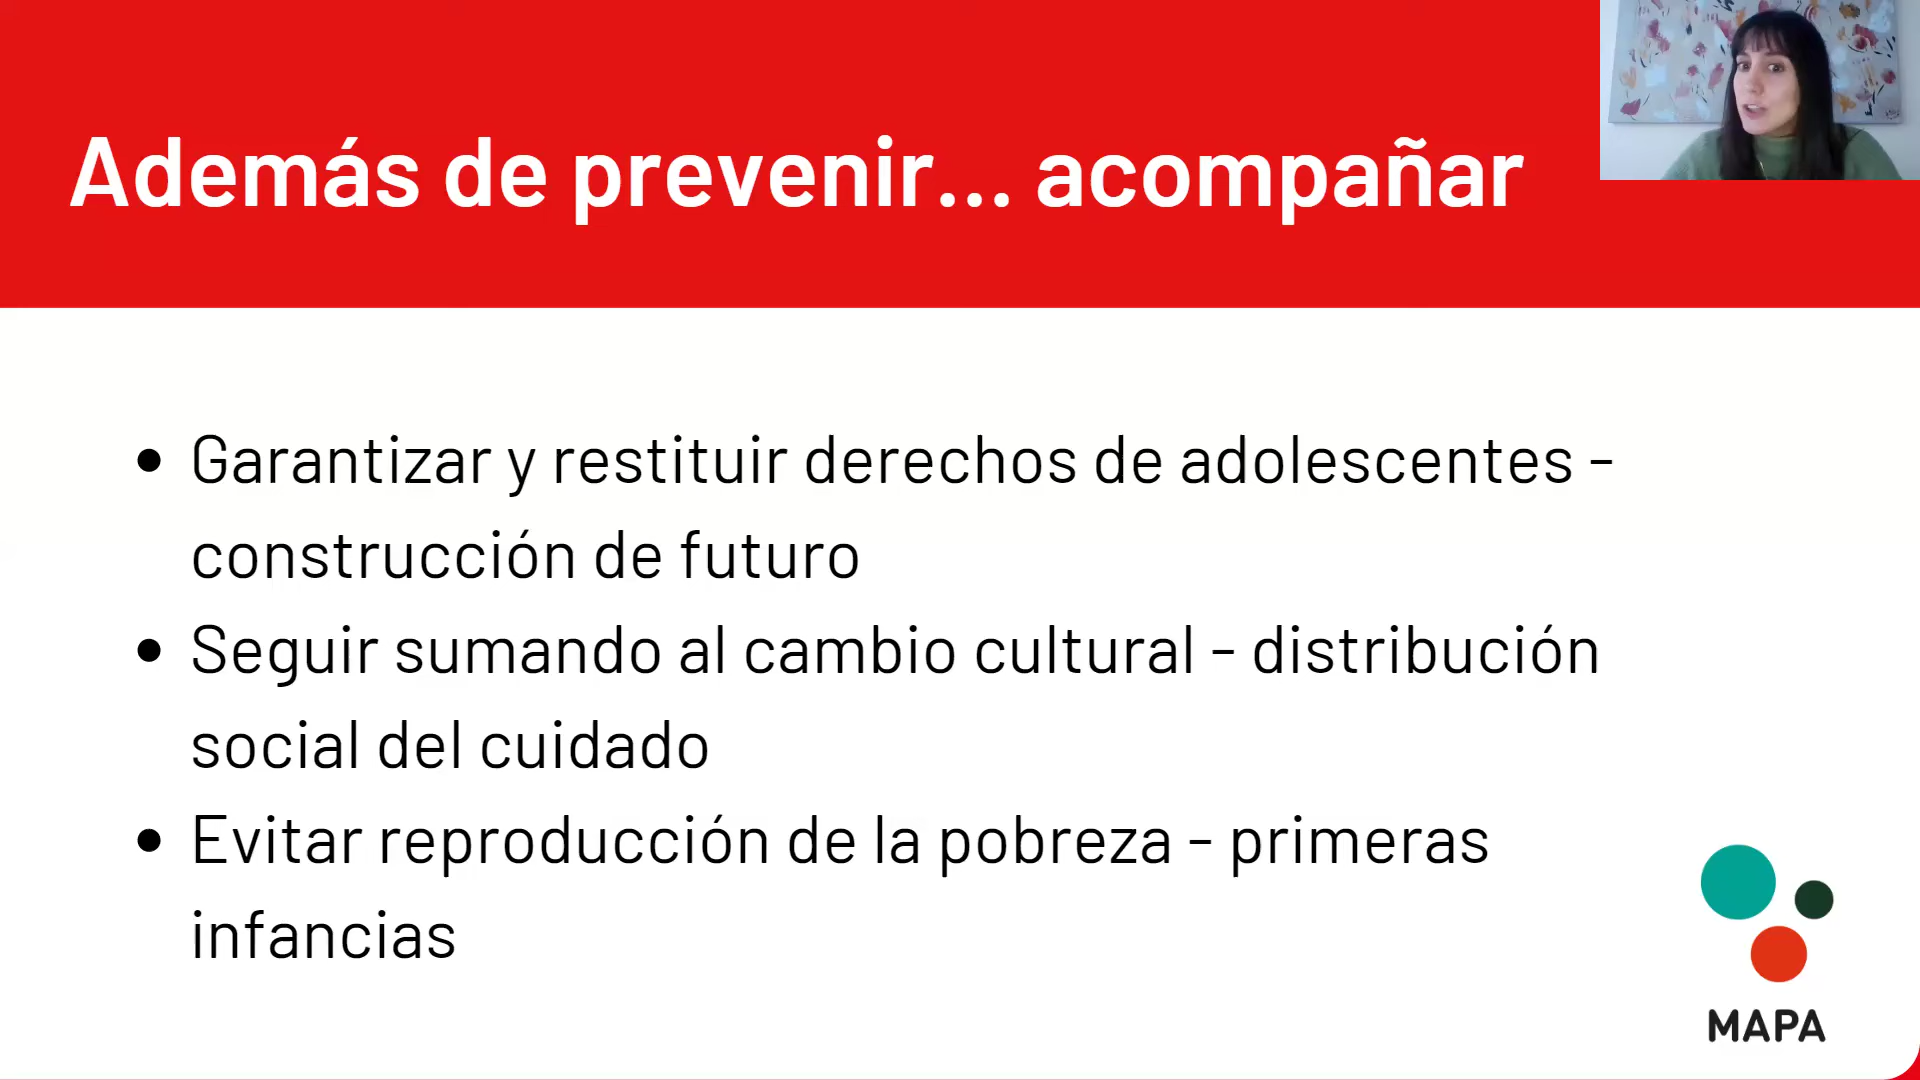 Además de prevenir... acompañar
• Garantizar y restituir derechos de adolescentes -
construcción de futuro
• Seguir sumando al cambio cultural - distribución
social del cuidado
• Evitar reproducción de la pobreza - primeras
infancias
MAPA